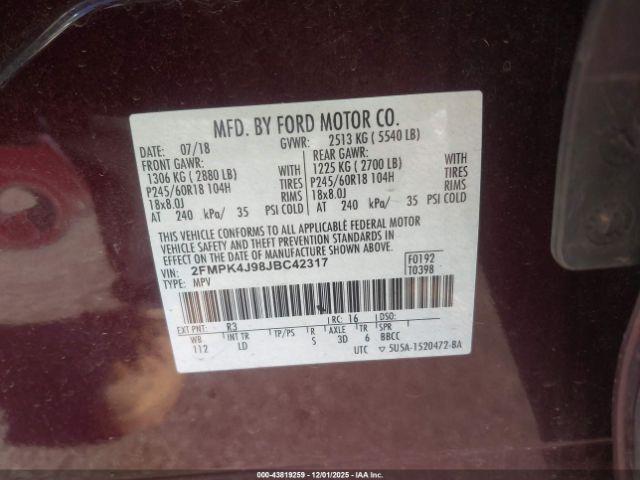 MFD. BY FORD MOTOR CO.
DATE: 07/18 GVWR: 2513 KG ( 5540 LB)
FRONT GAWR: REAR GAWR:
1306 KG ( 2880 LB) WITH 1225 KG ( 2700 LB) WITH
P245/60R18 104H TIRES P245/60R18 104H TIRES
18x8.0J RIMS 18x8.0J RIMS
AT 240 kPa/ 35 PSI COLD AT 240 kPa/ 35 PSI COLD
THIS VEHICLE CONFORMS TO ALL APPLICABLE FEDERAL MOTOR
VEHICLE SAFETY AND THEFT PREVENTION STANDARDS IN
EFFECT ON THE DATE OF MANUFACTURE SHOWN ABOVE.
VIN: 2FMPK4J98JBC42317 F0192
TYPE: MPV T0398
EXT PNT: R3 RC: 16 DSO:
WB INT TR TP/PS R AXLE TR SPR
112 LD S 3D 6 BBCC
UTC ▽ 5USA-1520472-BA
© IAA - 43819259 - 12/01/2025 - IAAI.COM